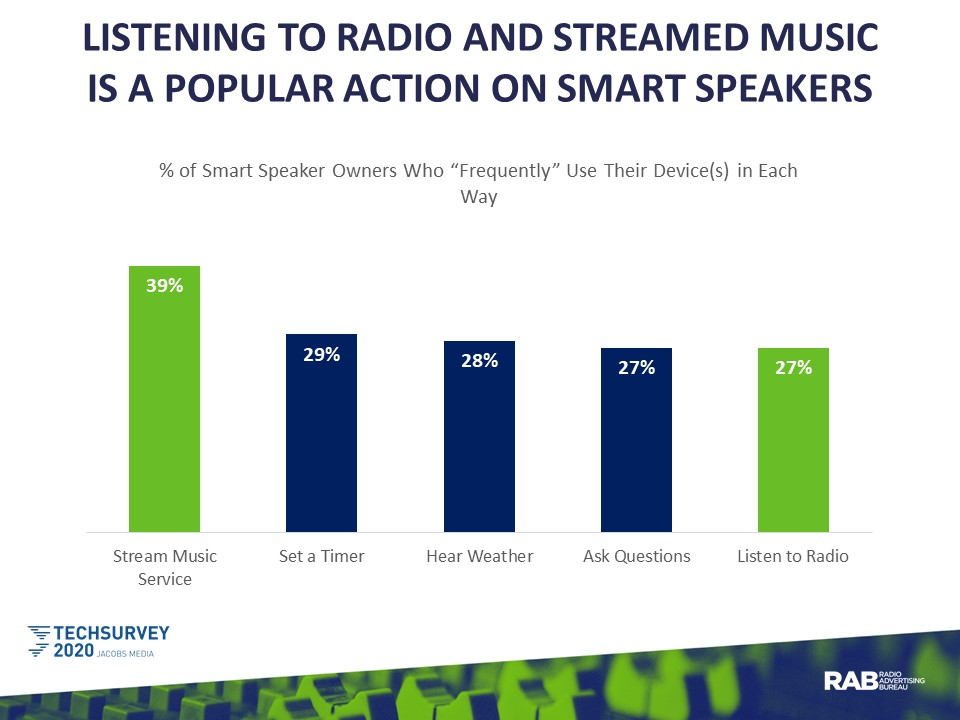 LISTENING TO RADIO AND STREAMED MUSIC
IS A POPULAR ACTION ON SMART SPEAKERS
% of Smart Speaker Owners Who “Frequently” Use Their Device(s) in Each
Way
39%
29%
28%
27%
27%
Stream Music
Service
Set a Timer
Hear Weather
Ask Questions
Listen to Radio
TECHSURVEY
2020 JACOBS MEDIA
RAB RADIO
ADVERTISING
BUREAU